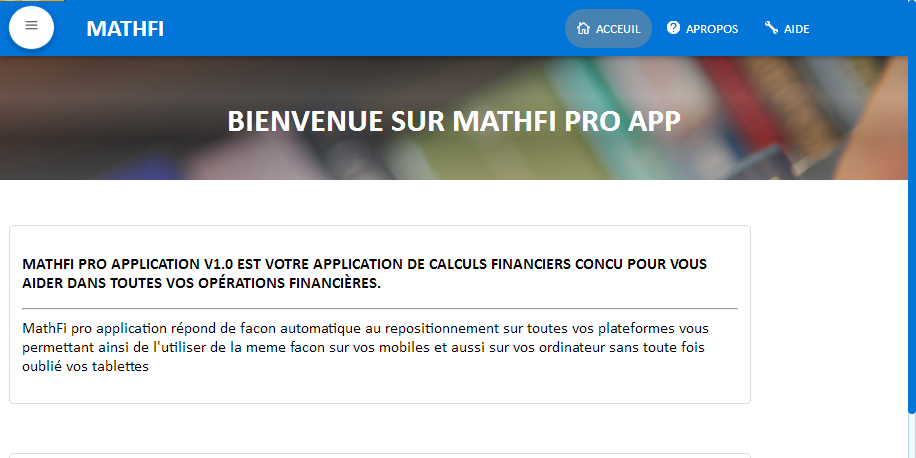 MATHFI
ACCEUIL
APROPOS
AIDE
BIENVENUE SUR MATHFI PRO APP
MATHFI PRO APPLICATION V1.0 EST VOTRE APPLICATION DE CALCULS FINANCIERS CONCU POUR VOUS
AIDER DANS TOUTES VOS OPÉRATIONS FINANCIÈRES.
MathFi pro application répond de facon automatique au repositionnement sur toutes vos plateformes vous
permettant ainsi de l'utiliser de la meme facon sur vos mobiles et aussi sur vos ordinateur sans toute fois
oublié vos tablettes